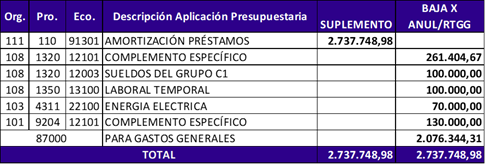 Org. Pro. Eco. Descripción Aplicación Presupuestaria SUPLEMENTO BAJA X ANUL/RTGG
111 110 91301 AMORTIZACIÓN PRÉSTAMOS 2.737.748,98
108 1320 12101 COMPLEMENTO ESPECÍFICO 261.404,67
108 1320 12003 SUELDOS DEL GRUPO C1 100.000,00
108 1350 13100 LABORAL TEMPORAL 100.000,00
103 4311 22100 ENERGIA ELECTRICA 70.000,00
101 9204 12101 COMPLEMENTO ESPECÍFICO 130.000,00
87000 PARA GASTOS GENERALES 2.076.344,31
TOTAL 2.737.748,98 2.737.748,98